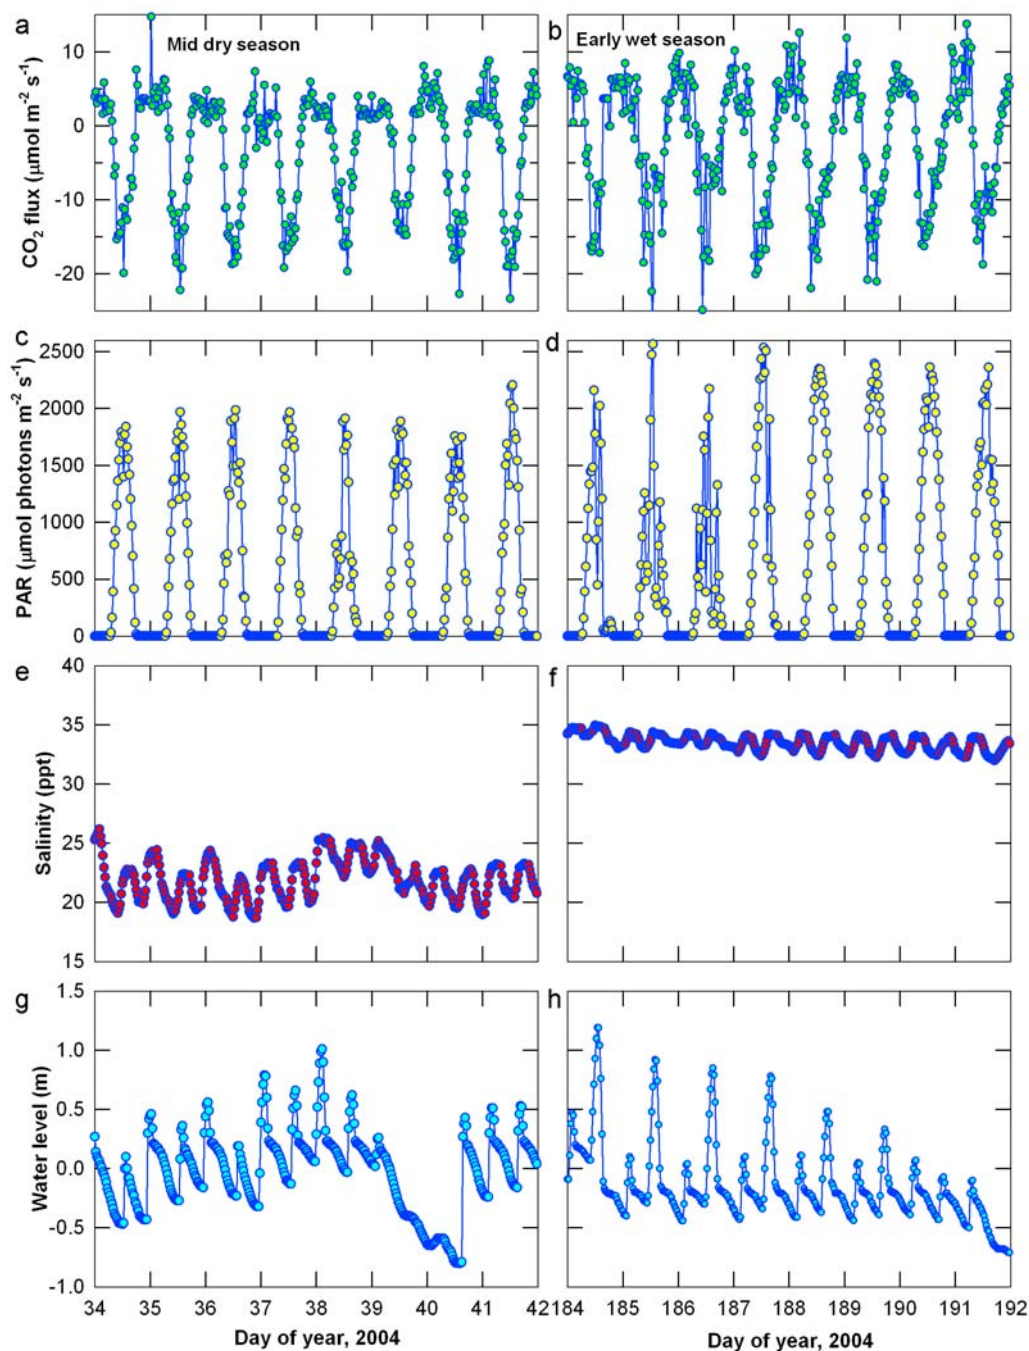 a
Mid dry season
b
Early wet season
10
0
-10
-20
CO₂ flux (μmol m⁻² s⁻¹)
c
d
2500
2000
1500
1000
500
0
PAR (μmol photons m⁻² s⁻¹)
e
f
40
35
30
25
20
15
Salinity (ppt)
g
h
1.5
1.0
0.5
0.0
-0.5
-1.0
Water level (m)
34 35 36 37 38 39 40 41 42
184 185 186 187 188 189 190 191 192
Day of year, 2004
Day of year, 2004